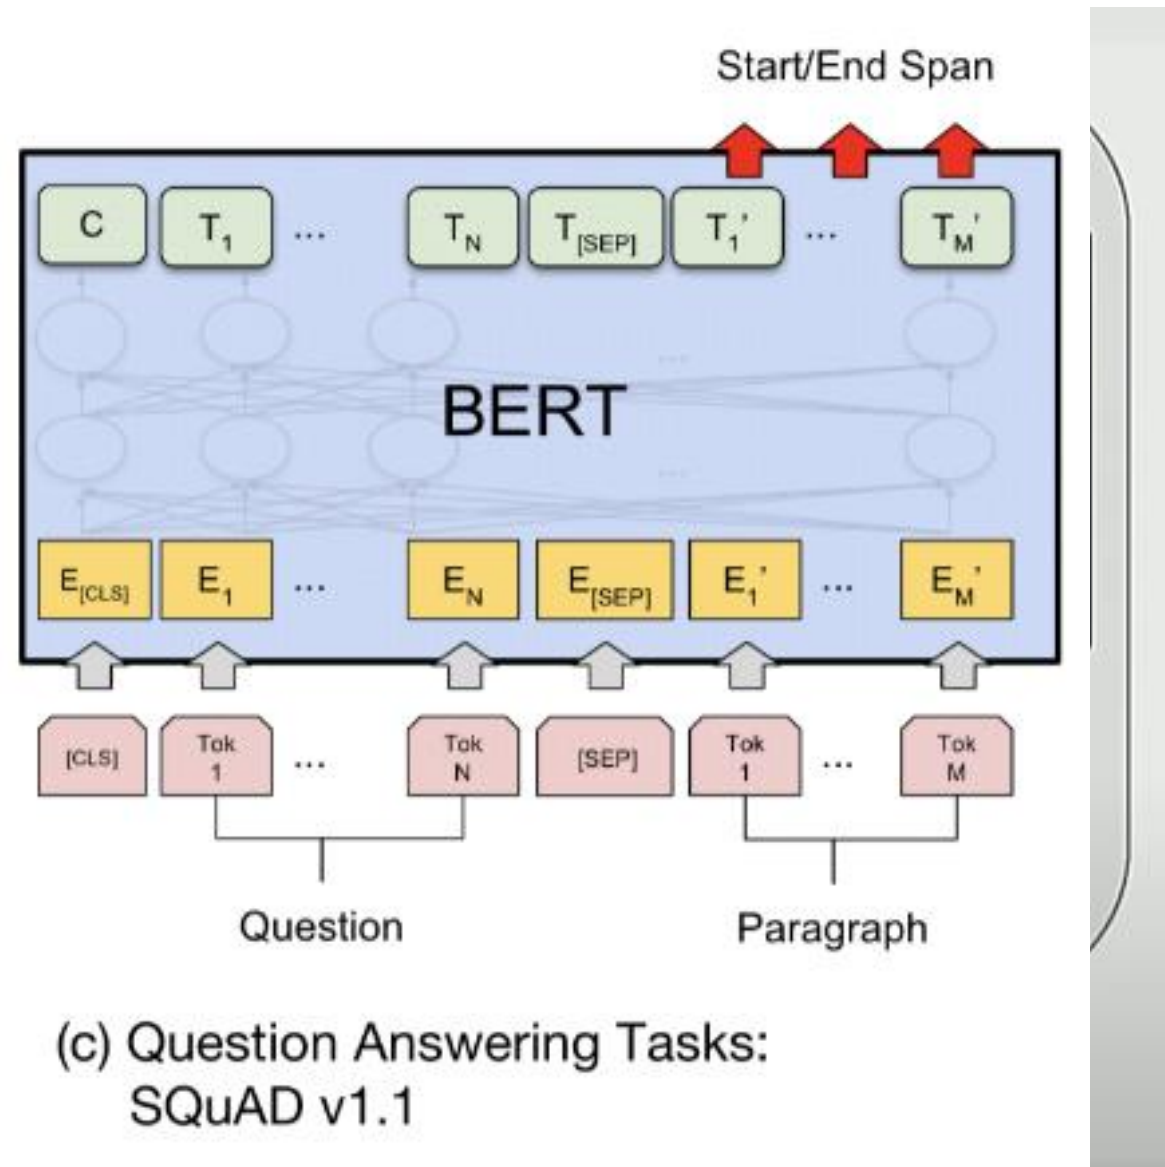 Start/End Span
C T1 ... TN T[SEP] T1' ... TM'
...
BERT
...
E[CLS] E1 ... EN E[SEP] E1' ... EM'
[CLS] Tok 1 ... Tok N [SEP] Tok 1 ... Tok M
Question Paragraph
(c) Question Answering Tasks:
SQuAD v1.1